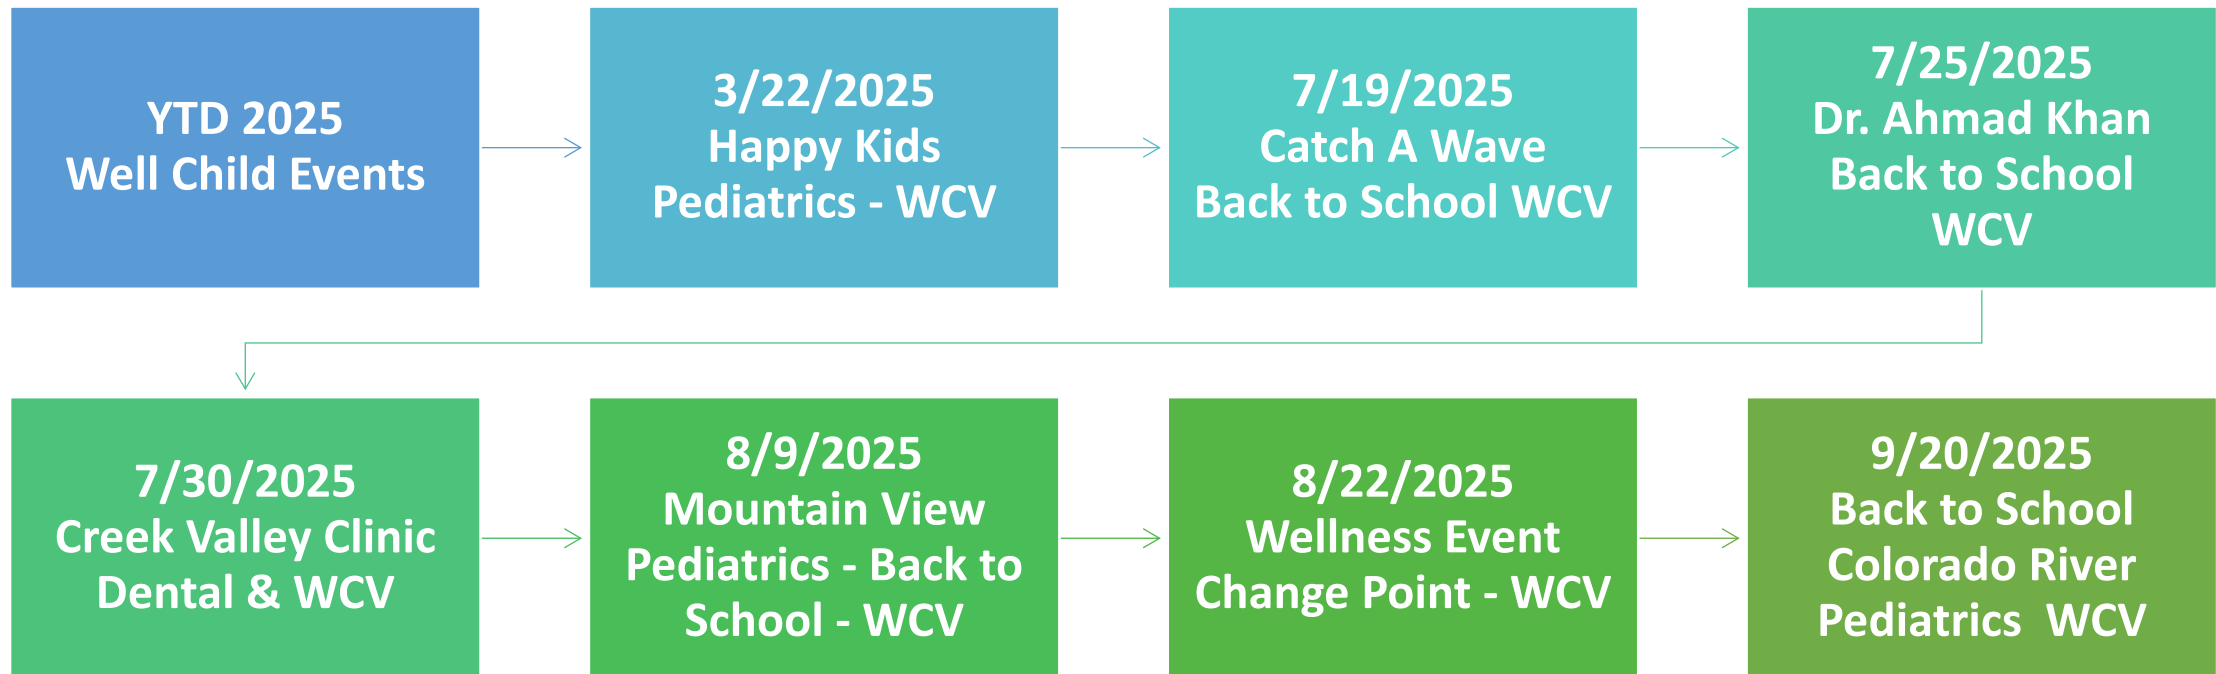 YTD 2025
Well Child Events
3/22/2025
Happy Kids
Pediatrics - WCV
7/19/2025
Catch A Wave
Back to School WCV
7/25/2025
Dr. Ahmad Khan
Back to School
WCV
7/30/2025
Creek Valley Clinic
Dental & WCV
8/9/2025
Mountain View
Pediatrics - Back to
School - WCV
8/22/2025
Wellness Event
Change Point - WCV
9/20/2025
Back to School
Colorado River
Pediatrics  WCV